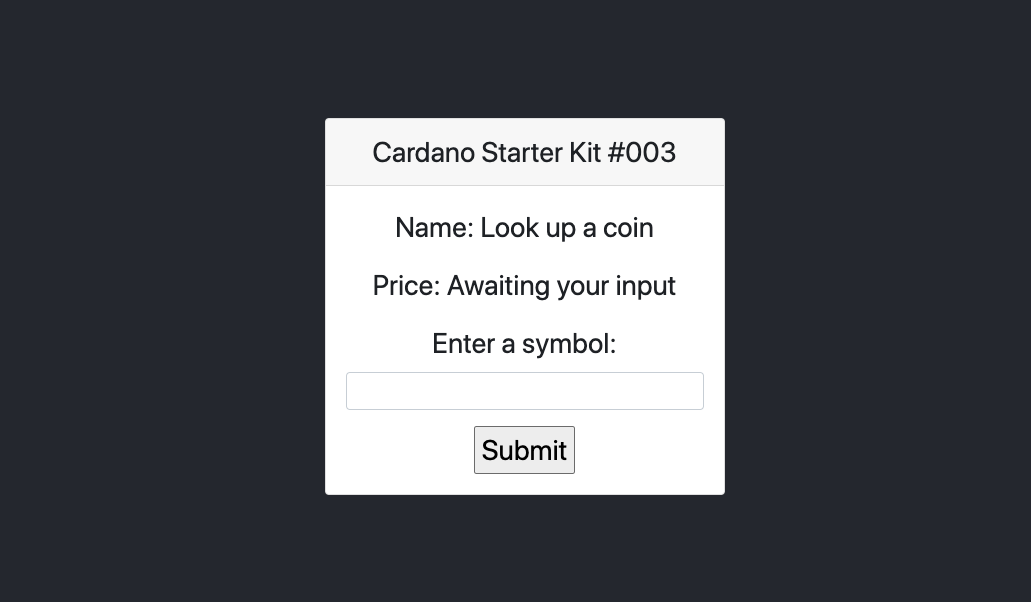 Cardano Starter Kit #003
Name: Look up a coin
Price: Awaiting your input
Enter a symbol:
Submit